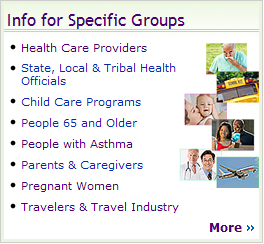 Info for Specific Groups
• Health Care Providers
• State, Local & Tribal Health
Officials
• Child Care Programs
• People 65 and Older
• People with Asthma
• Parents & Caregivers
• Pregnant Women
• Travelers & Travel Industry
More »